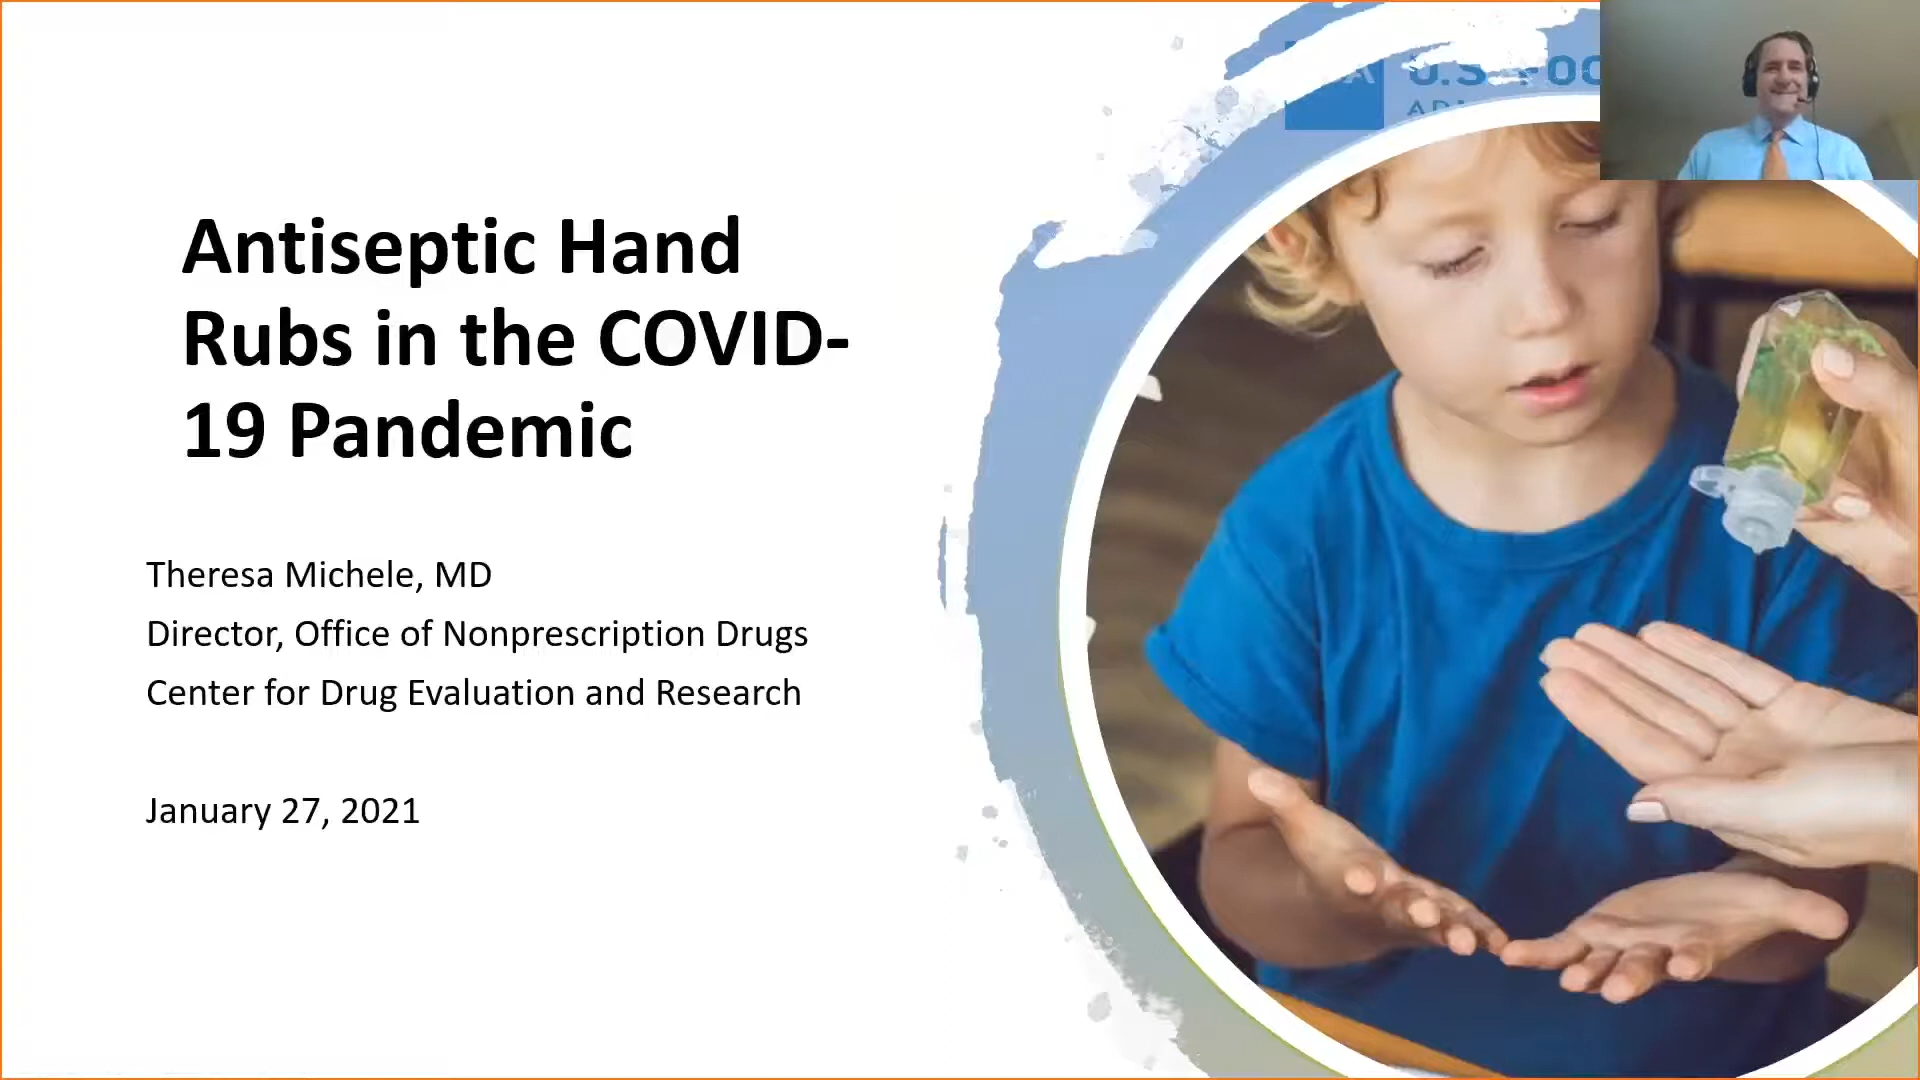 Antiseptic Hand
Rubs in the COVID-
19 Pandemic
Theresa Michele, MD
Director, Office of Nonprescription Drugs
Center for Drug Evaluation and Research
January 27, 2021
U.S.